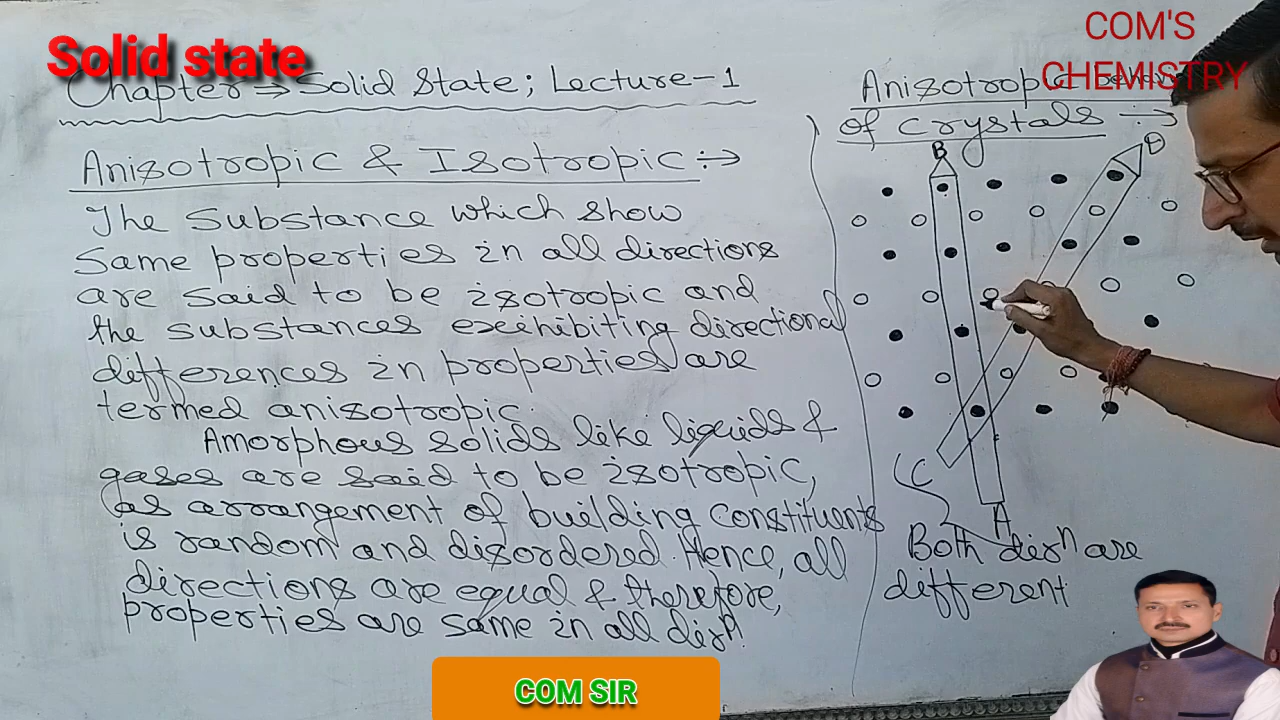 Solid state
Chapter → Solid State; Lecture-1
Anisotropic & Isotropic :→
The Substance which show
same properties in all directions
are said to be isotropic and
the substances exihibiting directional
differences in properties are
termed anisotropic.
Amorphous solids like liquids &
gases are said to be isotropic,
as arrangement of building constituents
is random and disordered. Hence, all
directions are equal & therefore,
properties are same in all dirⁿ.
COM'S
CHEMISTRY
Anisotropic
of crystals :→
B
D
C
A
Both dirⁿ are
different
COM SIR